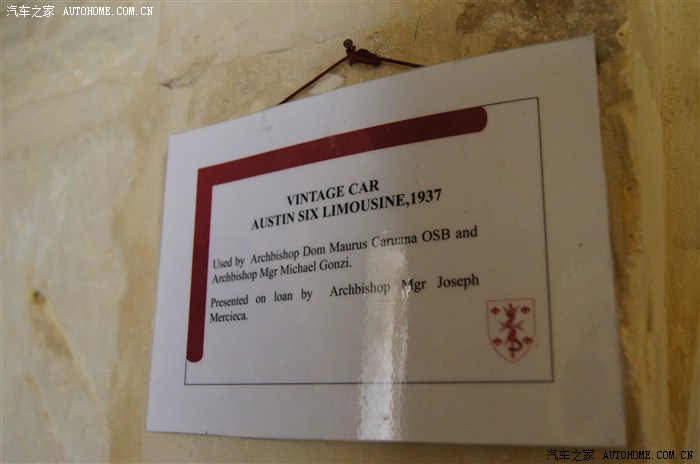 汽车之家 AUTOHOME.COM.CN
VINTAGE CAR
AUSTIN SIX LIMOUSINE,1937
Used by Archbishop Dom Maurus Caruana OSB and
Archbishop Mgr Michael Gonzi.
Presented on loan by Archbishop Mgr Joseph
Mercieca.
汽车之家 AUTOHOME.COM.CN